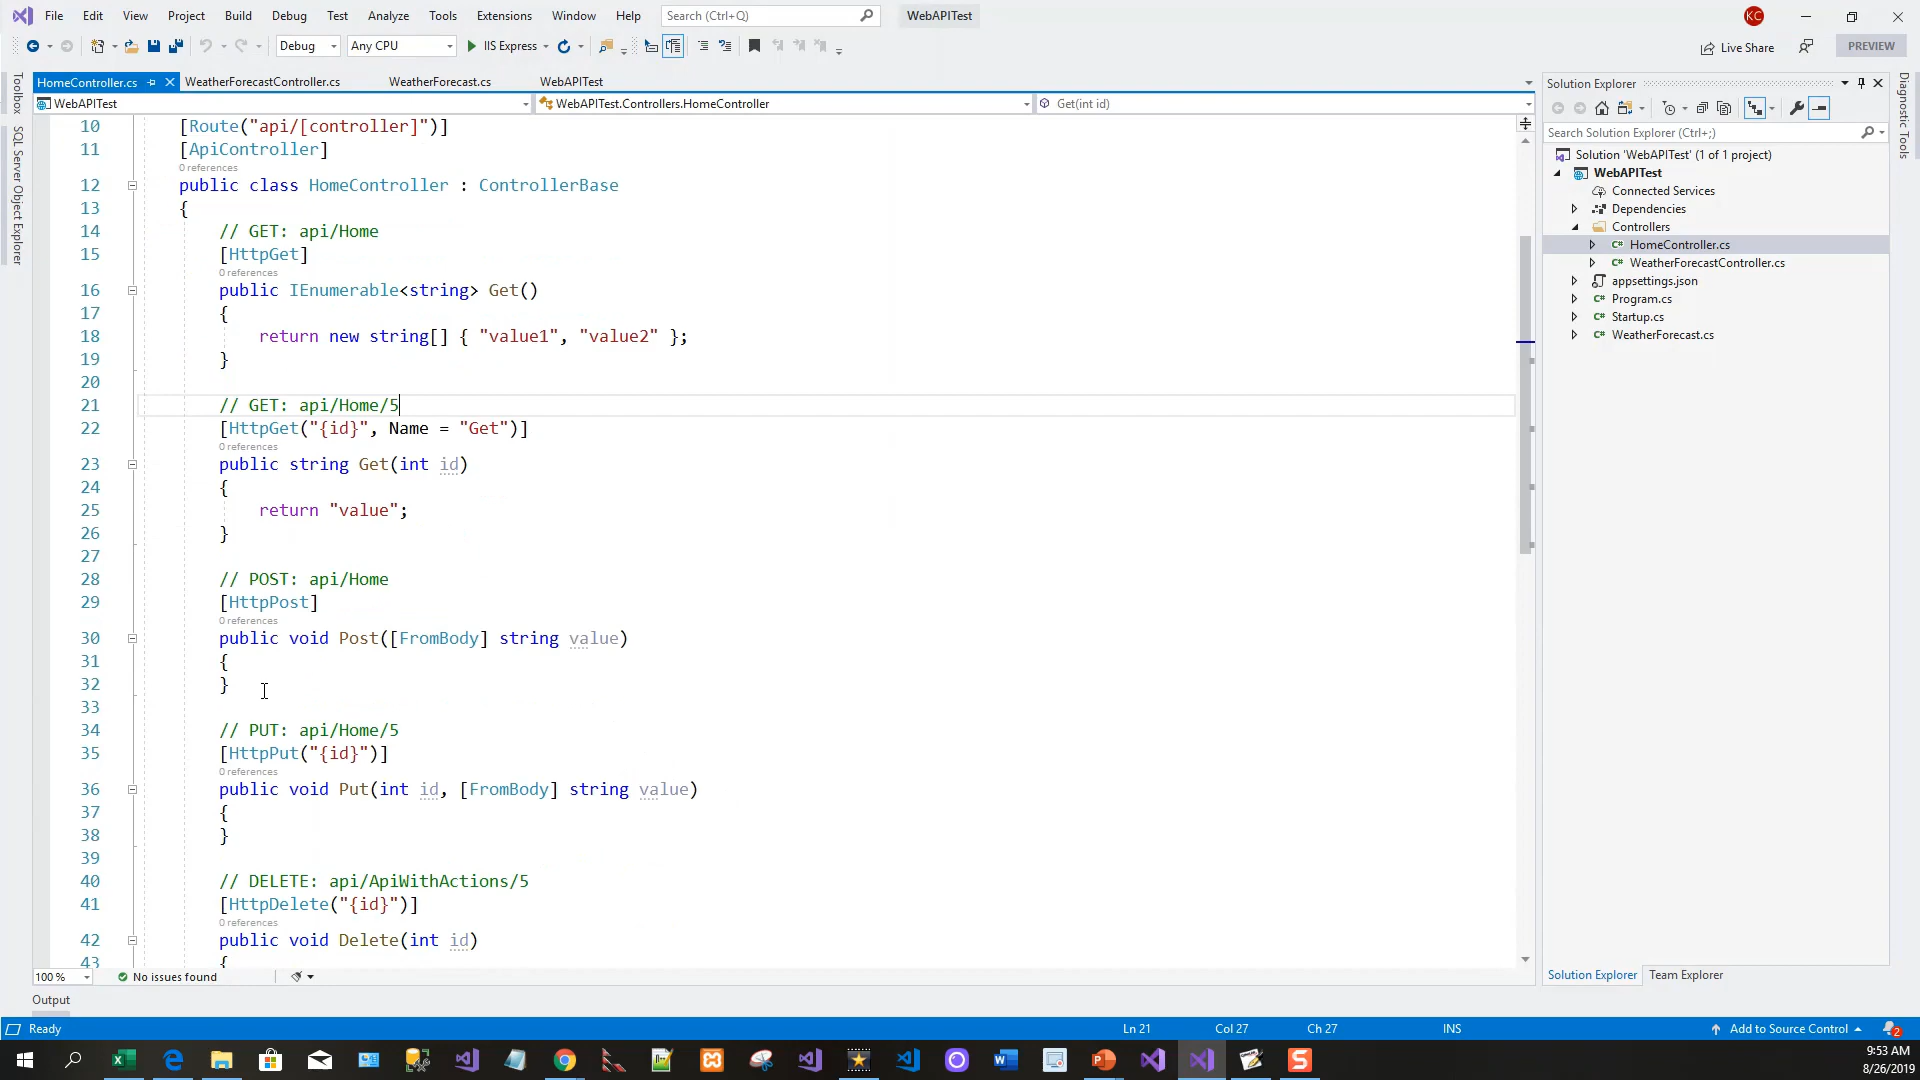 File Edit View Project Build Debug Test Analyze Tools Extensions Window Help Search (Ctrl+Q) WebAPITest KC
Debug Any CPU IIS Express Live Share PREVIEW
Toolbox
SQL Server Object Explorer
HomeController.cs WeatherForecastController.cs WeatherForecast.cs WebAPITest
WebAPITest WebAPITest.Controllers.HomeController Get(int id)
10 [Route("api/[controller]")]
11 [ApiController]
0 references
12 public class HomeController : ControllerBase
13 {
14 // GET: api/Home
15 [HttpGet]
0 references
16 public IEnumerable<string> Get()
17 {
18 return new string[] { "value1", "value2" };
19 }
20
21 // GET: api/Home/5
22 [HttpGet("{id}", Name = "Get")]
0 references
23 public string Get(int id)
24 {
25 return "value";
26 }
27
28 // POST: api/Home
29 [HttpPost]
0 references
30 public void Post([FromBody] string value)
31 {
32 }
33
34 // PUT: api/Home/5
35 [HttpPut("{id}")]
0 references
36 public void Put(int id, [FromBody] string value)
37 {
38 }
39
40 // DELETE: api/ApiWithActions/5
41 [HttpDelete("{id}")]
0 references
42 public void Delete(int id)
43 {
100 % No issues found
Output
Solution Explorer
Search Solution Explorer (Ctrl+;)
Solution 'WebAPITest' (1 of 1 project)
WebAPITest
Connected Services
Dependencies
Controllers
C# HomeController.cs
C# WeatherForecastController.cs
appsettings.json
C# Program.cs
C# Startup.cs
C# WeatherForecast.cs
Solution Explorer Team Explorer
Diagnostic Tools
Ready Ln 21 Col 27 Ch 27 INS Add to Source Control 2
9:53 AM
8/26/2019